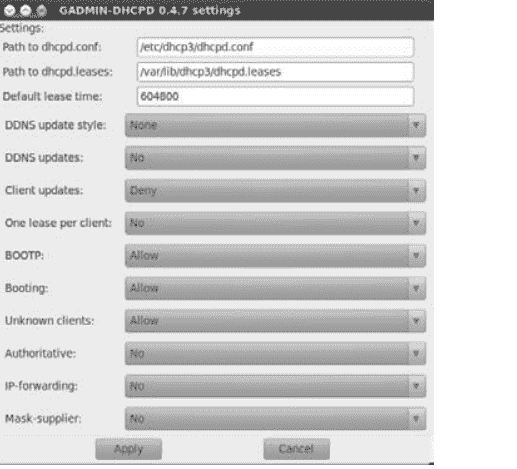 GADMIN-DHCPD 0.4.7 settings
Settings:
Path to dhcpd.conf: /etc/dhcp3/dhcpd.conf
Path to dhcpd.leases: /var/lib/dhcp3/dhcpd.leases
Default lease time: 604800
DDNS update style: None
DDNS updates: No
Client updates: Deny
One lease per client: No
BOOTP: Allow
Booting: Allow
Unknown clients: Allow
Authoritative: No
IP-forwarding: No
Mask-supplier: No
Apply Cancel